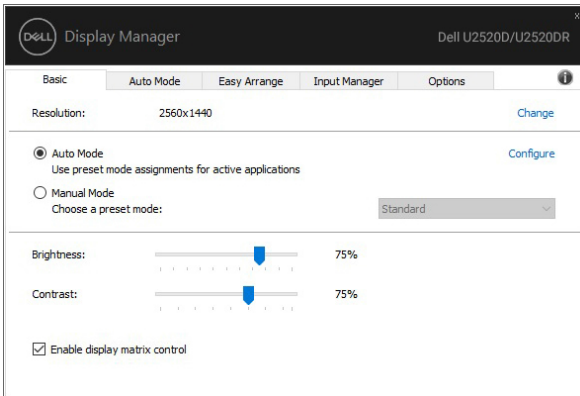 DELL Display Manager Dell U2520D/U2520DR
Basic Auto Mode Easy Arrange Input Manager Options
Resolution: 2560x1440 Change
Auto Mode Configure
Use preset mode assignments for active applications
Manual Mode
Choose a preset mode: Standard
Brightness: 75%
Contrast: 75%
Enable display matrix control